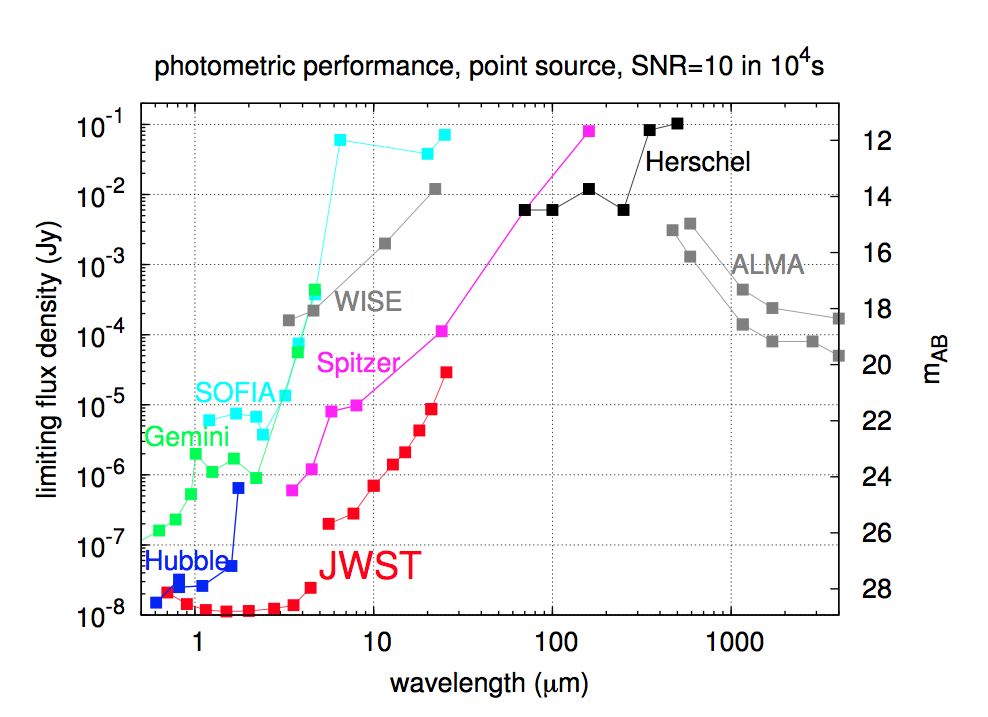 photometric performance, point source, SNR=10 in 10⁴s
10⁻¹
10⁻²
10⁻³
10⁻⁴
10⁻⁵
10⁻⁶
10⁻⁷
10⁻⁸
limiting flux density (Jy)
Herschel
ALMA
WISE
Spitzer
SOFIA
Gemini
Hubble
JWST
12
14
16
18
20
22
24
26
28
m_AB
1
10
100
1000
wavelength (μm)